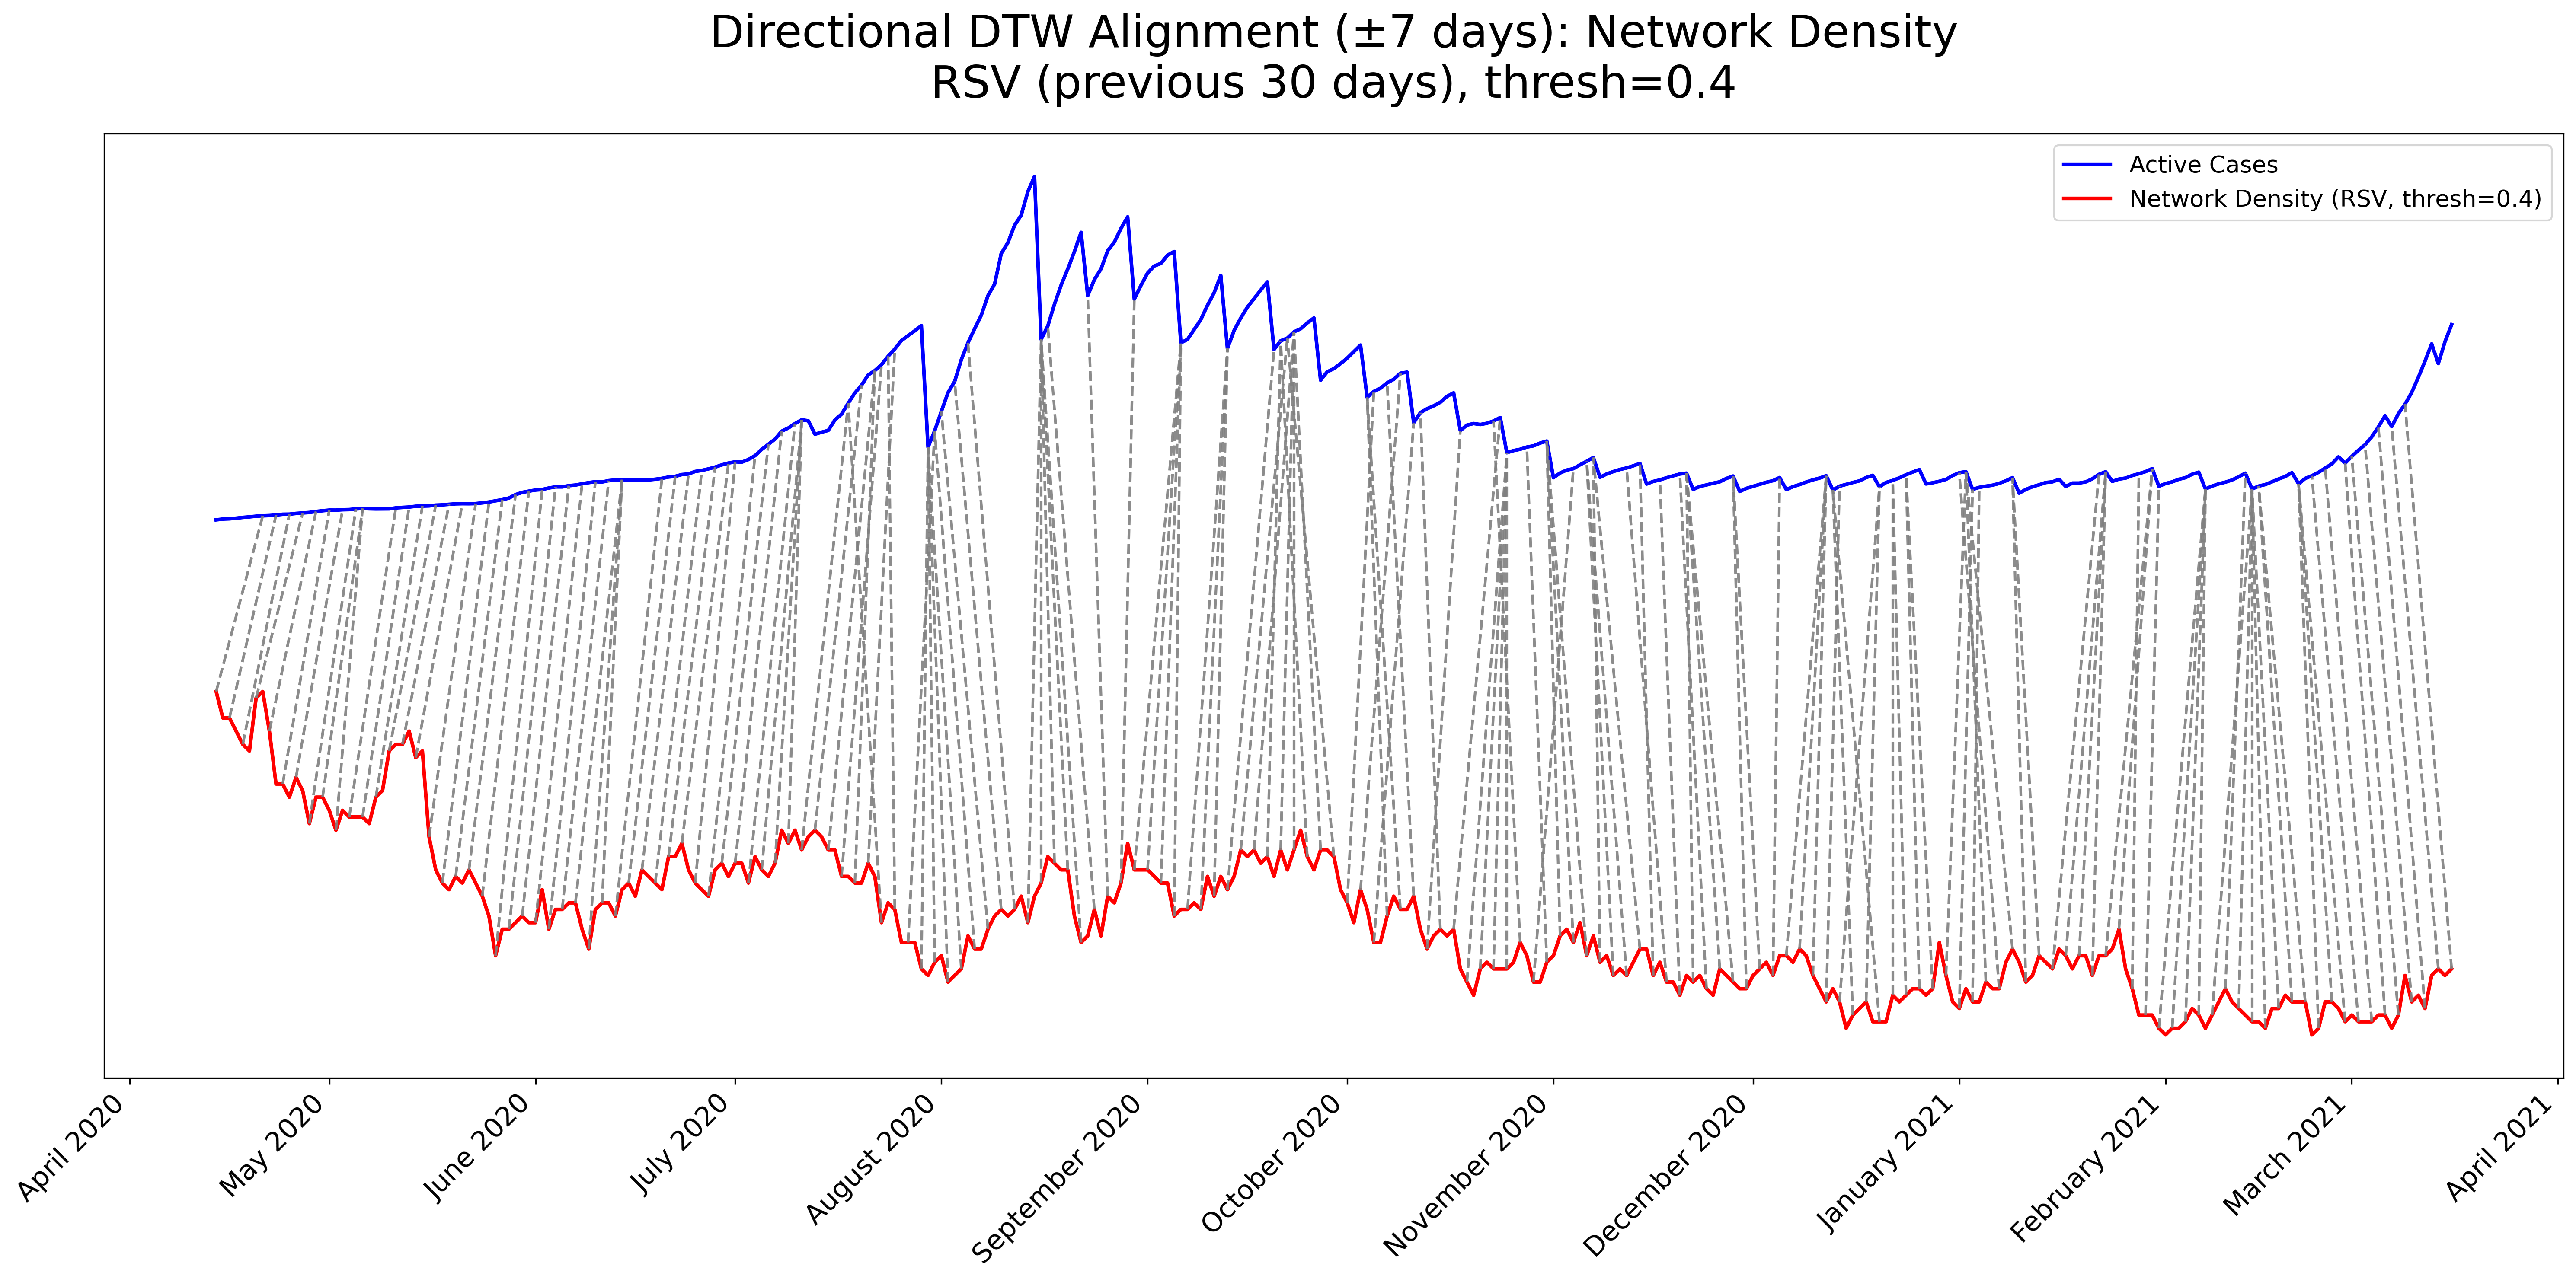 Directional DTW Alignment (±7 days): Network Density
RSV (previous 30 days), thresh=0.4
Active Cases
Network Density (RSV, thresh=0.4)
April 2020
May 2020
June 2020
July 2020
August 2020
September 2020
October 2020
November 2020
December 2020
January 2021
February 2021
March 2021
April 2021